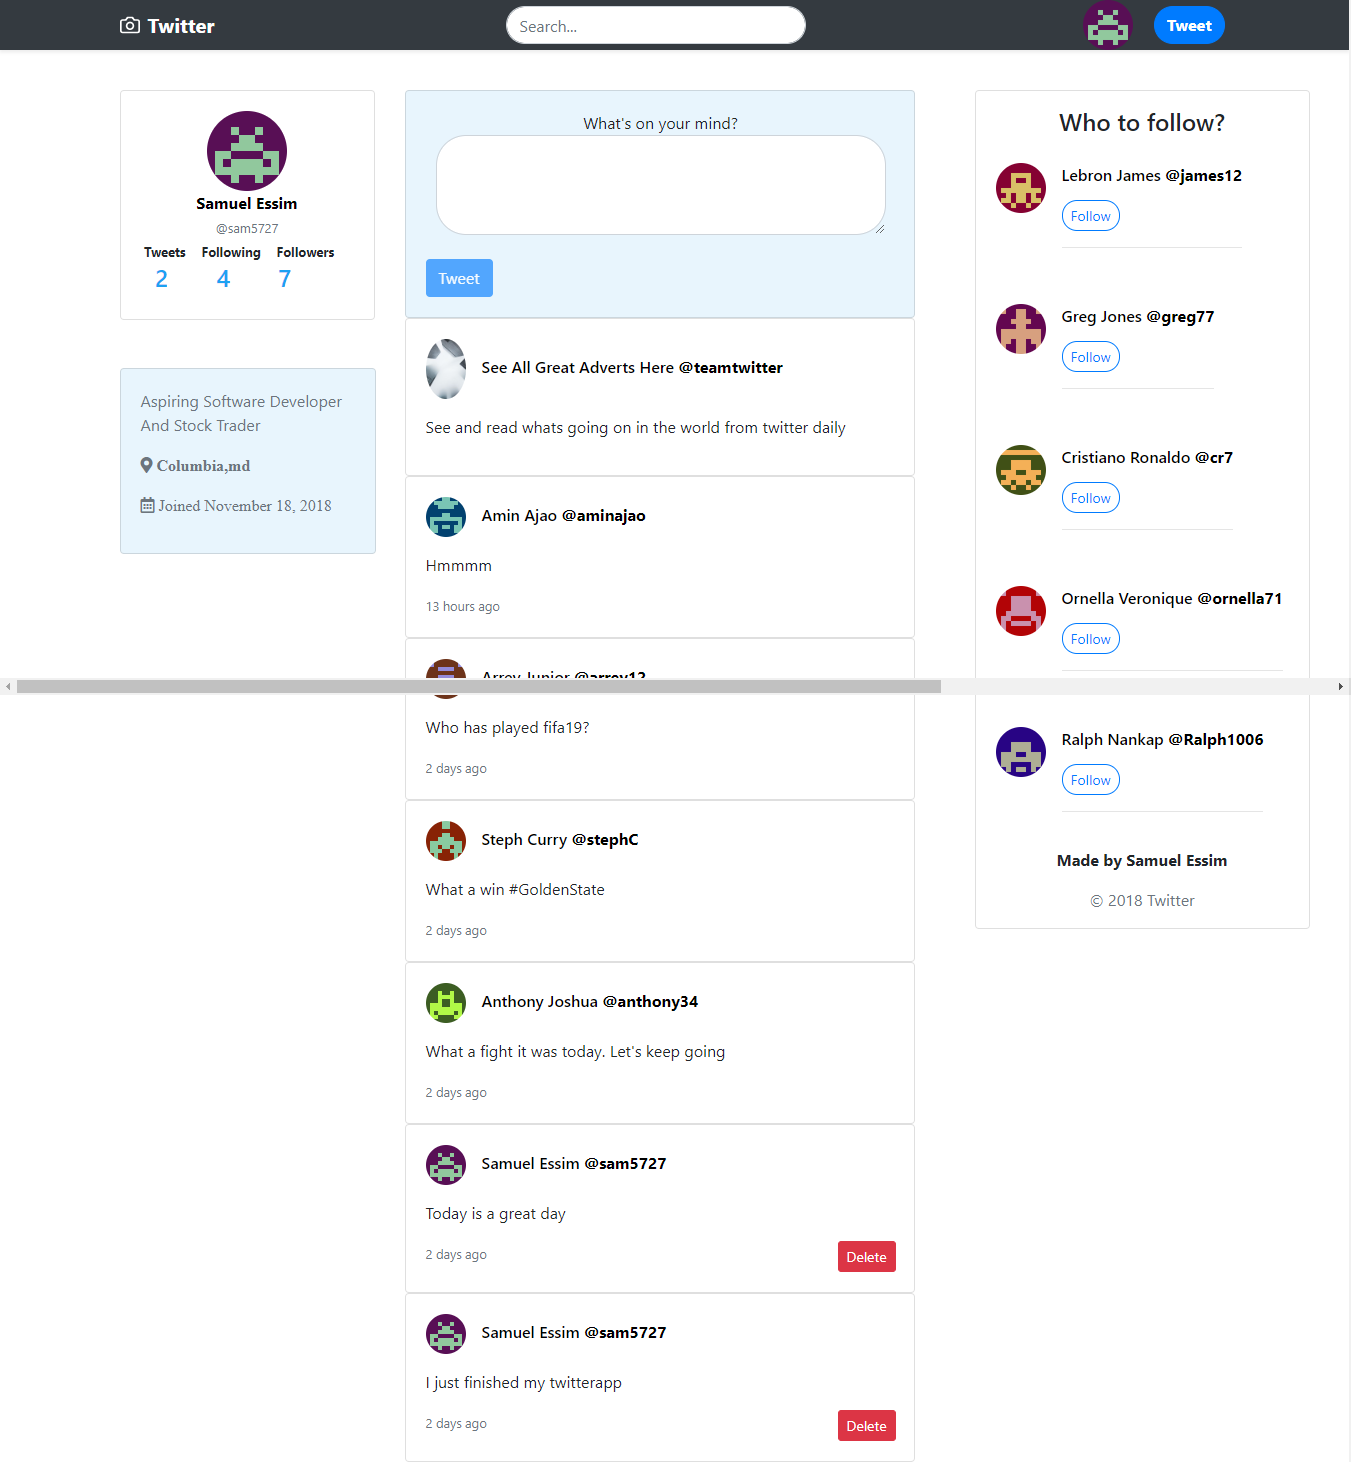 Twitter
Search...
Tweet
Samuel Essim
@sam5727
Tweets Following Followers
2 4 7
Aspiring Software Developer
And Stock Trader
Columbia,md
Joined November 18, 2018
What's on your mind?
Tweet
See All Great Adverts Here @teamtwitter
See and read whats going on in the world from twitter daily
Amin Ajao @aminajao
Hmmmm
13 hours ago
Arrey Junior @arrey12
Who has played fifa19?
2 days ago
Steph Curry @stephC
What a win #GoldenState
2 days ago
Anthony Joshua @anthony34
What a fight it was today. Let's keep going
2 days ago
Samuel Essim @sam5727
Today is a great day
2 days ago
Delete
Samuel Essim @sam5727
I just finished my twitterapp
2 days ago
Delete
Who to follow?
Lebron James @james12
Follow
Greg Jones @greg77
Follow
Cristiano Ronaldo @cr7
Follow
Ornella Veronique @ornella71
Follow
Ralph Nankap @Ralph1006
Follow
Made by Samuel Essim
© 2018 Twitter